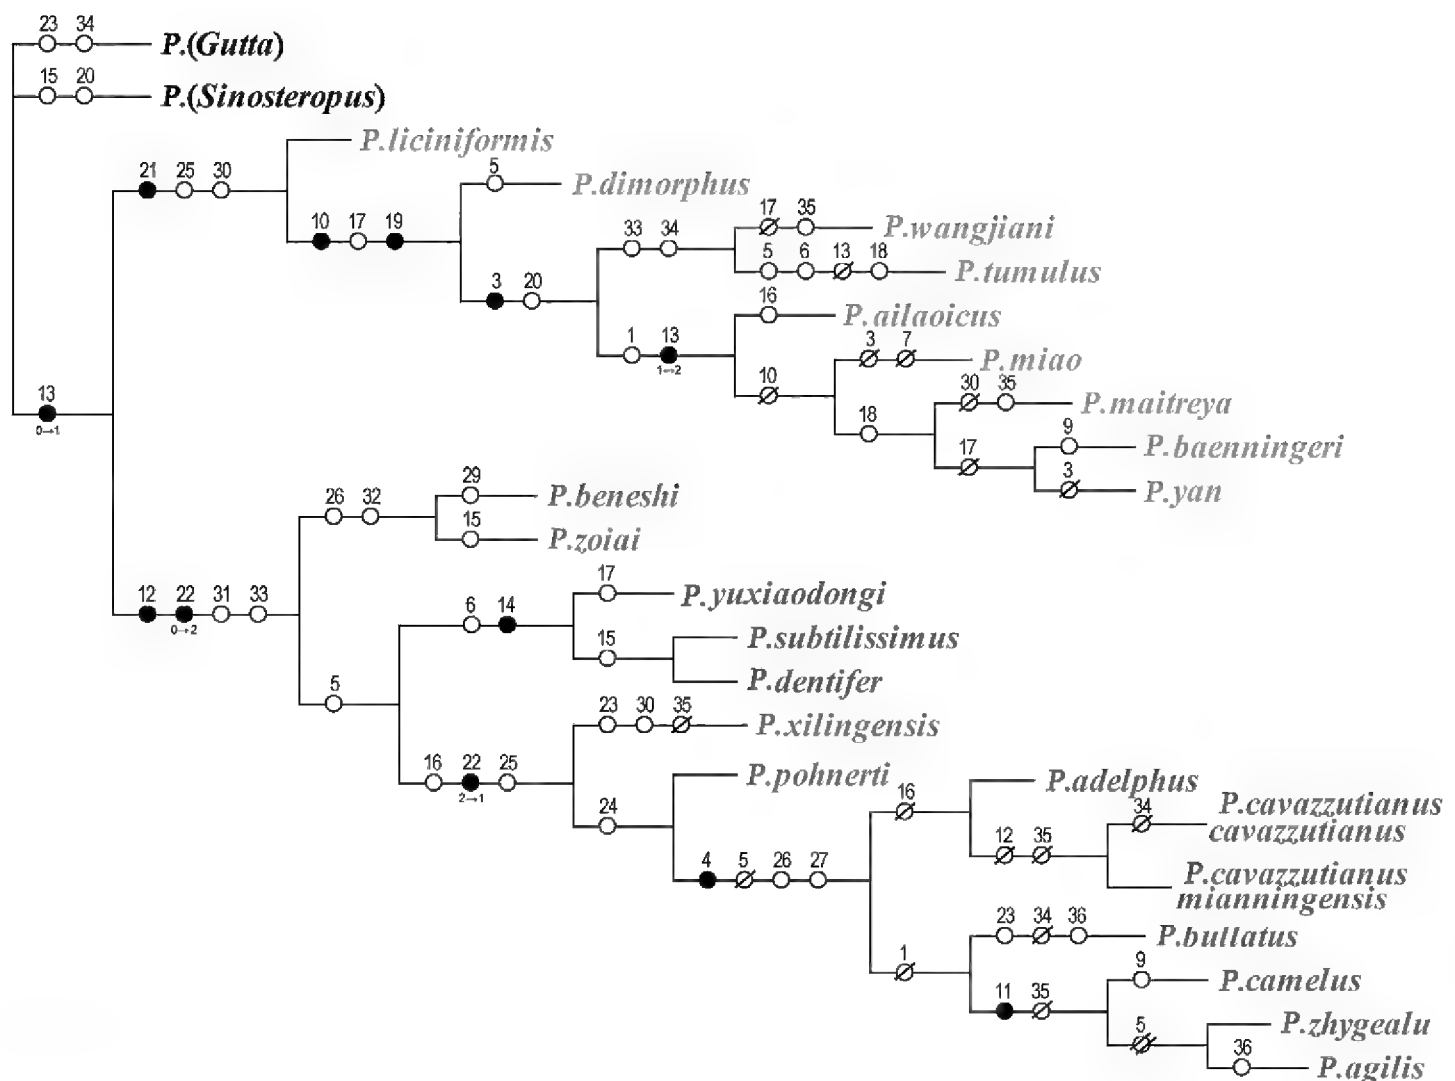 23 34
P.(Gutta)
15 20
P.(Sinosteropus)
P.liciniformis
21 25 30
5
P.dimorphus
17 35
P.wangjiani
10 17 19
33 34
5 6 13 18
P.tumulus
3 20
16
P.ailaoicus
1 13
1→2
3 7
P.miao
10
30 35
P.maitreya
13
0→1
18
9
P.baenningeri
17
3
P.yan
29
P.beneshi
26 32
15
P.zoiai
17
P.yuxiaodongi
12 22 31 33
0→2
6 14
15
P.subtilissimus
P.dentifer
5
23 30 35
P.xilingensis
16 22 25
2→1
P.pohnerti
P.adelphus
24
16
34
P.cavazzutianus
cavazzutianus
12 35
4 5 26 27
P.cavazzutianus
mianningensis
23 34 36
P.bullatus
1
9
P.camelus
11 35
5
P.zhygealu
36
P.agilis